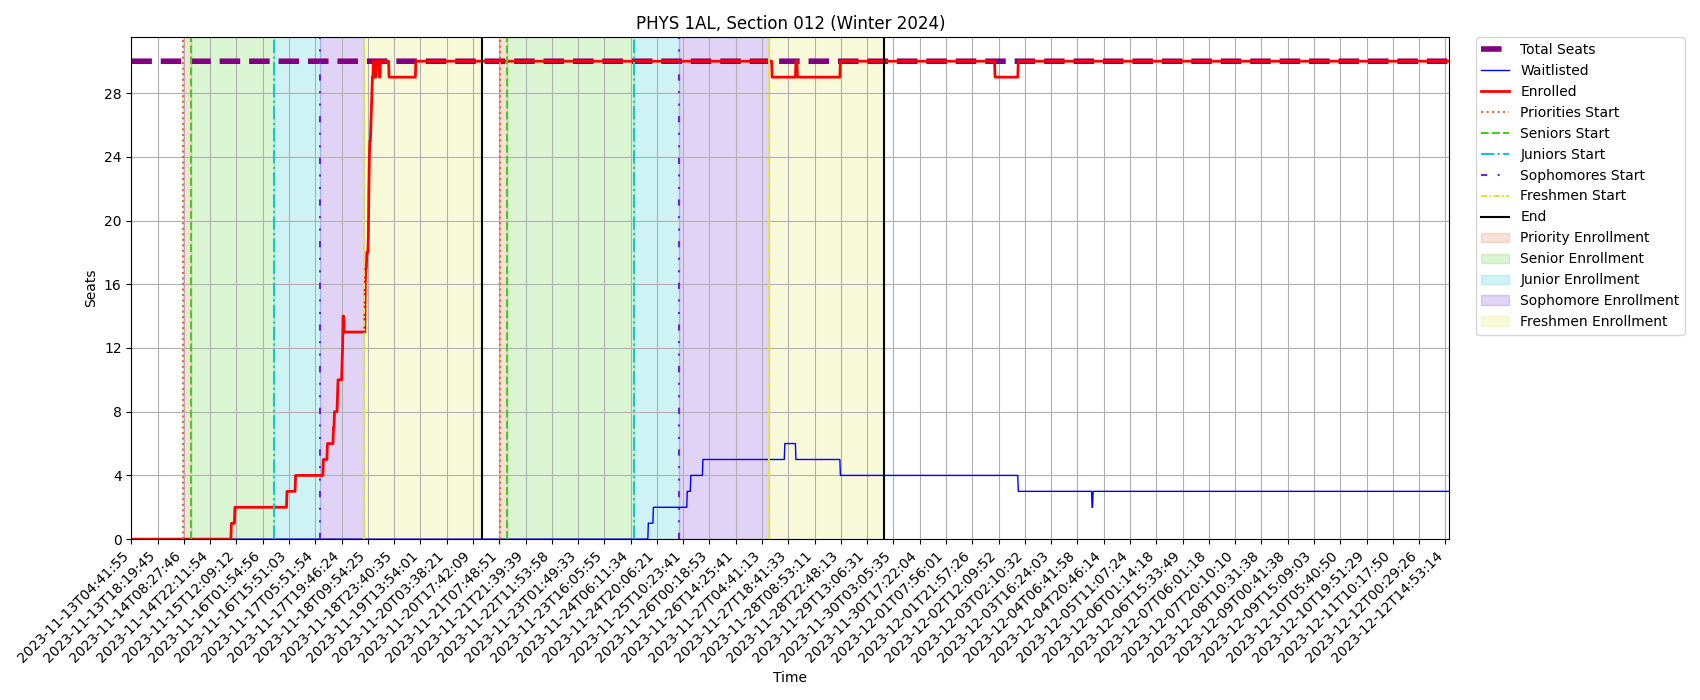 PHYS 1AL, Section 012 (Winter 2024)
Seats
28
24
20
16
12
8
4
0
2023-11-13T04:41:55
2023-11-13T18:19:45
2023-11-14T08:27:46
2023-11-14T22:11:54
2023-11-15T12:09:12
2023-11-16T01:54:56
2023-11-16T15:51:03
2023-11-17T05:51:54
2023-11-17T19:46:24
2023-11-18T09:54:25
2023-11-18T23:40:35
2023-11-19T13:54:01
2023-11-20T03:38:21
2023-11-20T17:42:09
2023-11-21T07:48:51
2023-11-21T21:39:39
2023-11-22T11:53:58
2023-11-23T01:49:33
2023-11-23T16:05:55
2023-11-24T06:11:34
2023-11-24T20:06:21
2023-11-25T10:23:41
2023-11-26T00:18:53
2023-11-26T14:25:41
2023-11-27T04:41:13
2023-11-27T18:41:33
2023-11-28T08:53:11
2023-11-28T22:48:13
2023-11-29T13:06:31
2023-11-30T03:05:35
2023-11-30T17:22:04
2023-12-01T07:56:01
2023-12-01T21:57:26
2023-12-02T12:09:52
2023-12-03T02:10:32
2023-12-03T16:24:03
2023-12-04T06:41:58
2023-12-04T20:46:14
2023-12-05T11:07:24
2023-12-06T01:14:18
2023-12-06T15:33:49
2023-12-07T06:01:18
2023-12-07T20:10:10
2023-12-08T10:31:38
2023-12-09T00:41:38
2023-12-09T15:09:03
2023-12-10T05:40:50
2023-12-10T19:51:29
2023-12-11T10:17:50
2023-12-12T00:29:26
2023-12-12T14:53:14
Time
Total Seats
Waitlisted
Enrolled
Priorities Start
Seniors Start
Juniors Start
Sophomores Start
Freshmen Start
End
Priority Enrollment
Senior Enrollment
Junior Enrollment
Sophomore Enrollment
Freshmen Enrollment